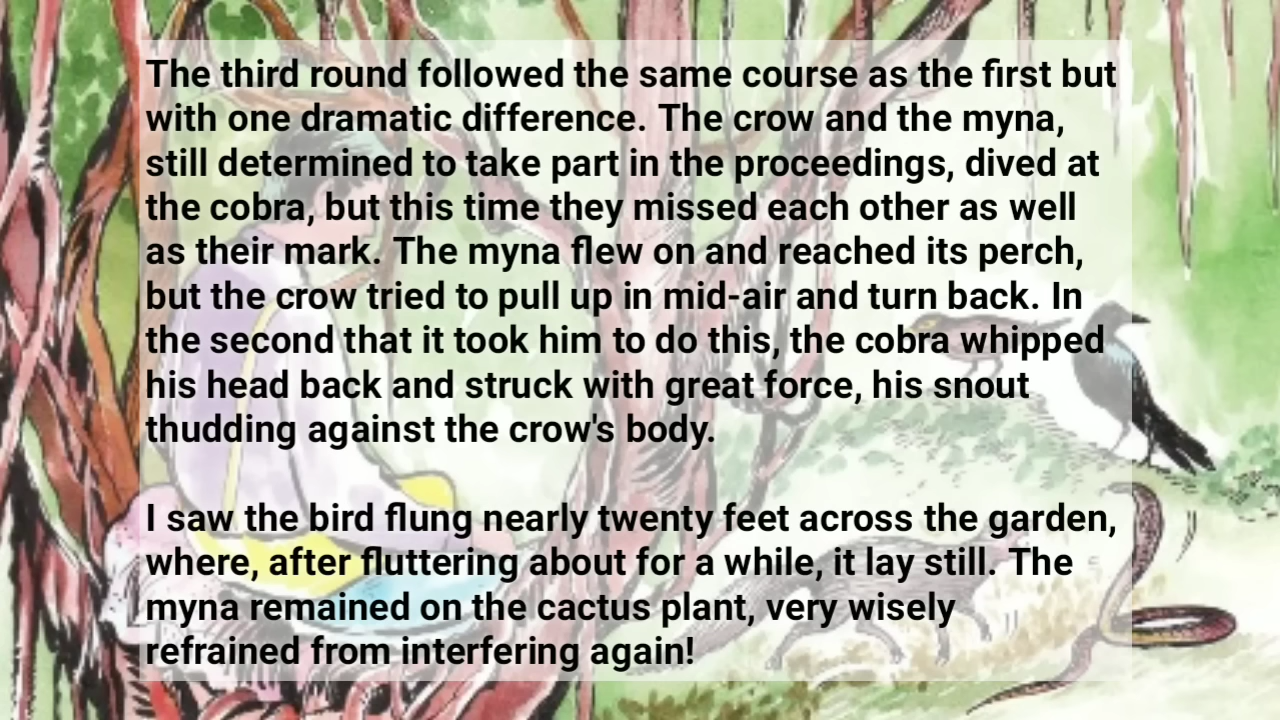 The third round followed the same course as the first but
with one dramatic difference. The crow and the myna,
still determined to take part in the proceedings, dived at
the cobra, but this time they missed each other as well
as their mark. The myna flew on and reached its perch,
but the crow tried to pull up in mid-air and turn back. In
the second that it took him to do this, the cobra whipped
his head back and struck with great force, his snout
thudding against the crow's body.
I saw the bird flung nearly twenty feet across the garden,
where, after fluttering about for a while, it lay still. The
myna remained on the cactus plant, very wisely
refrained from interfering again!